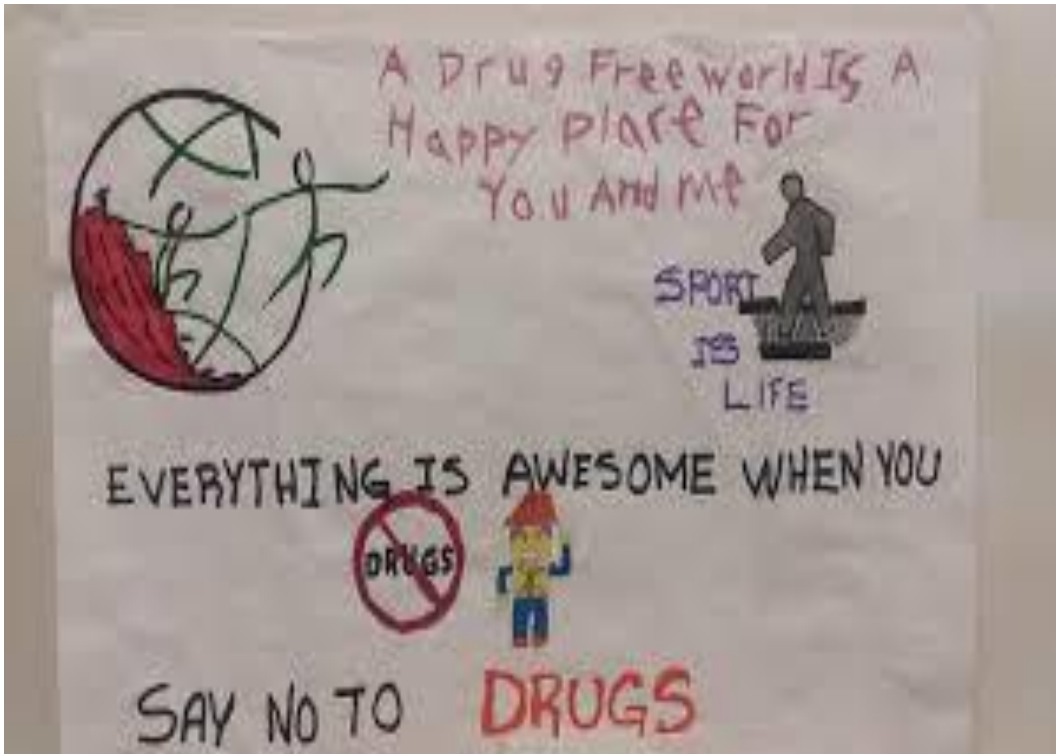 A Drug Free world Is A
Happy Place For
You And Me
SPORT
IS
LIFE
EVERYTHING IS AWESOME WHEN YOU
DRUGS
SAY NO TO DRUGS